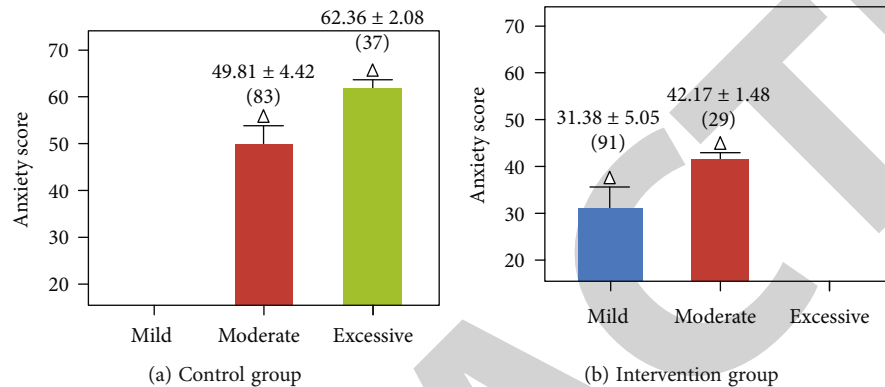 62.36 ± 2.08
(37)
49.81 ± 4.42
(83)
70
60
50
40
30
20
Anxiety score
Mild Moderate Excessive
(a) Control group
70
60
50
40
30
20
Anxiety score
31.38 ± 5.05
(91)
42.17 ± 1.48
(29)
Mild Moderate Excessive
(b) Intervention group